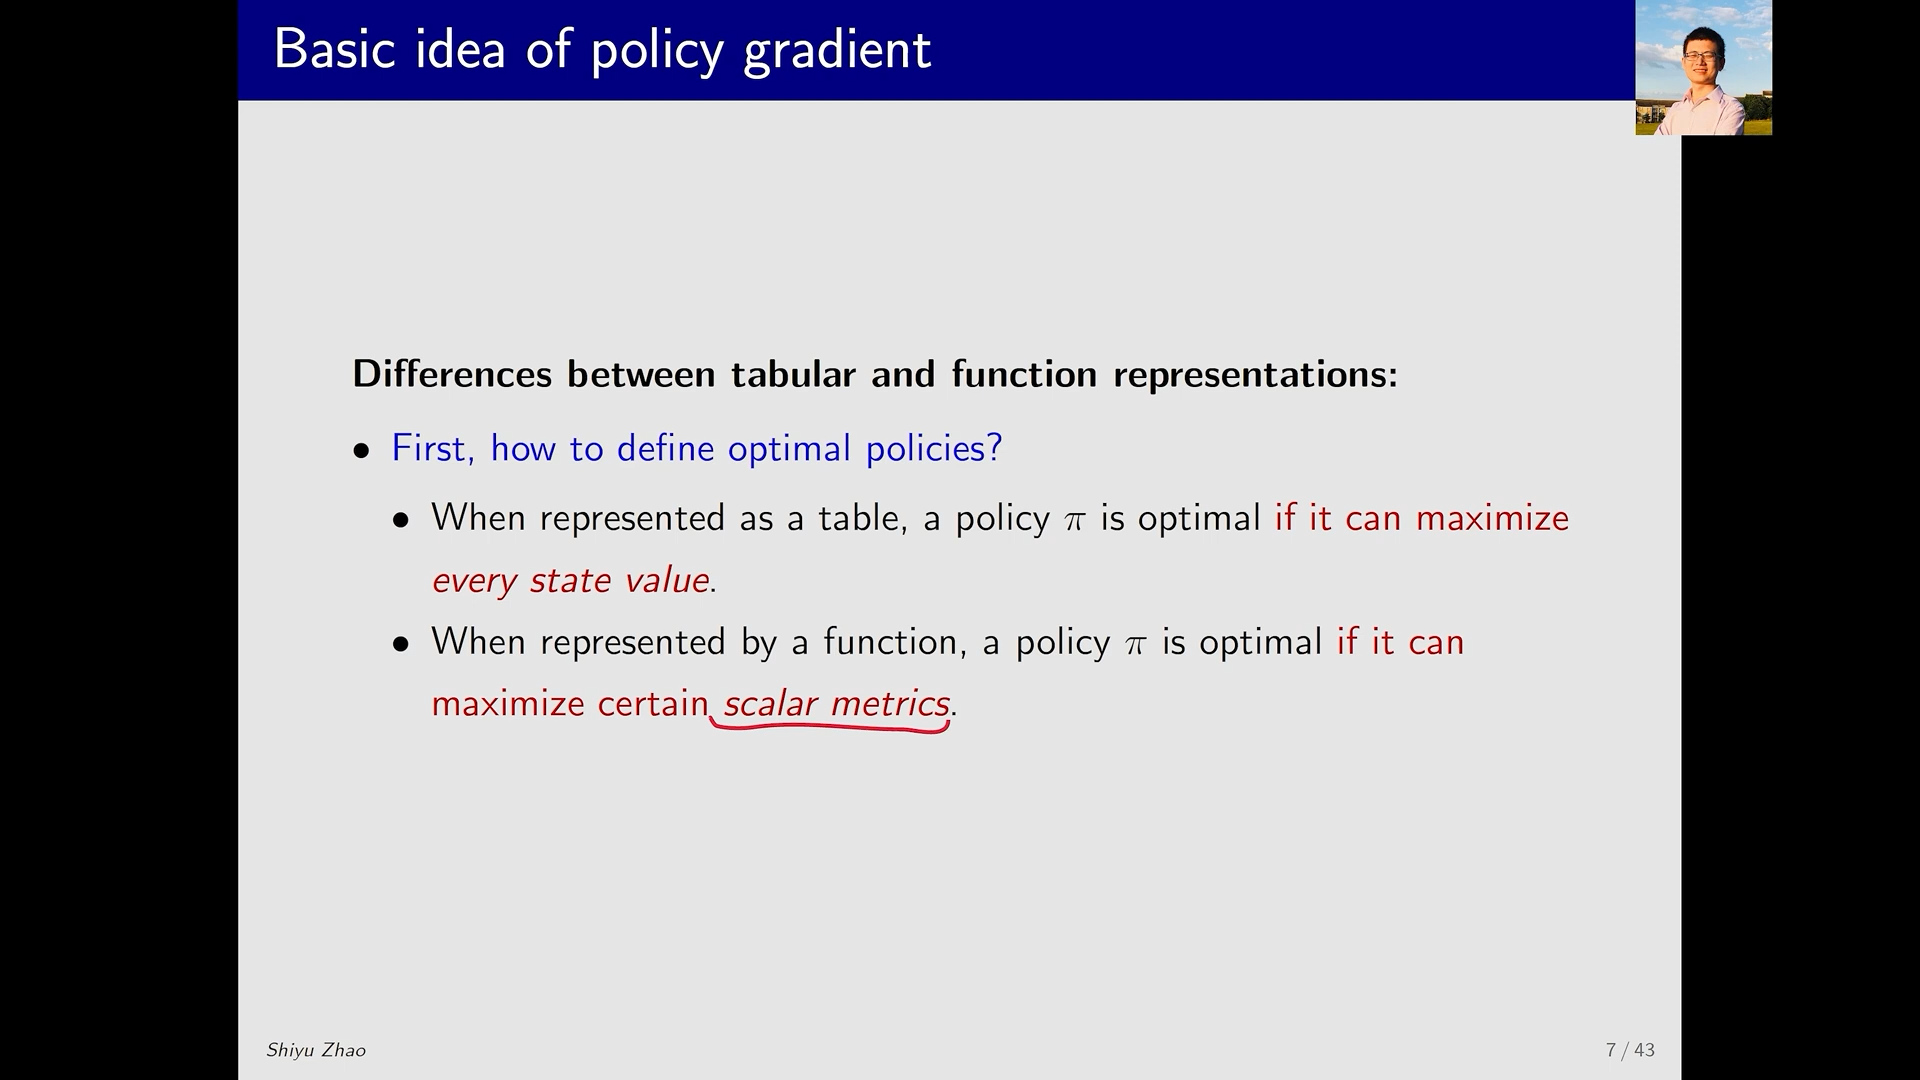 Basic idea of policy gradient
Differences between tabular and function representations:
• First, how to define optimal policies?
• When represented as a table, a policy π is optimal if it can maximize
every state value.
• When represented by a function, a policy π is optimal if it can
maximize certain scalar metrics.
Shiyu Zhao
7 / 43